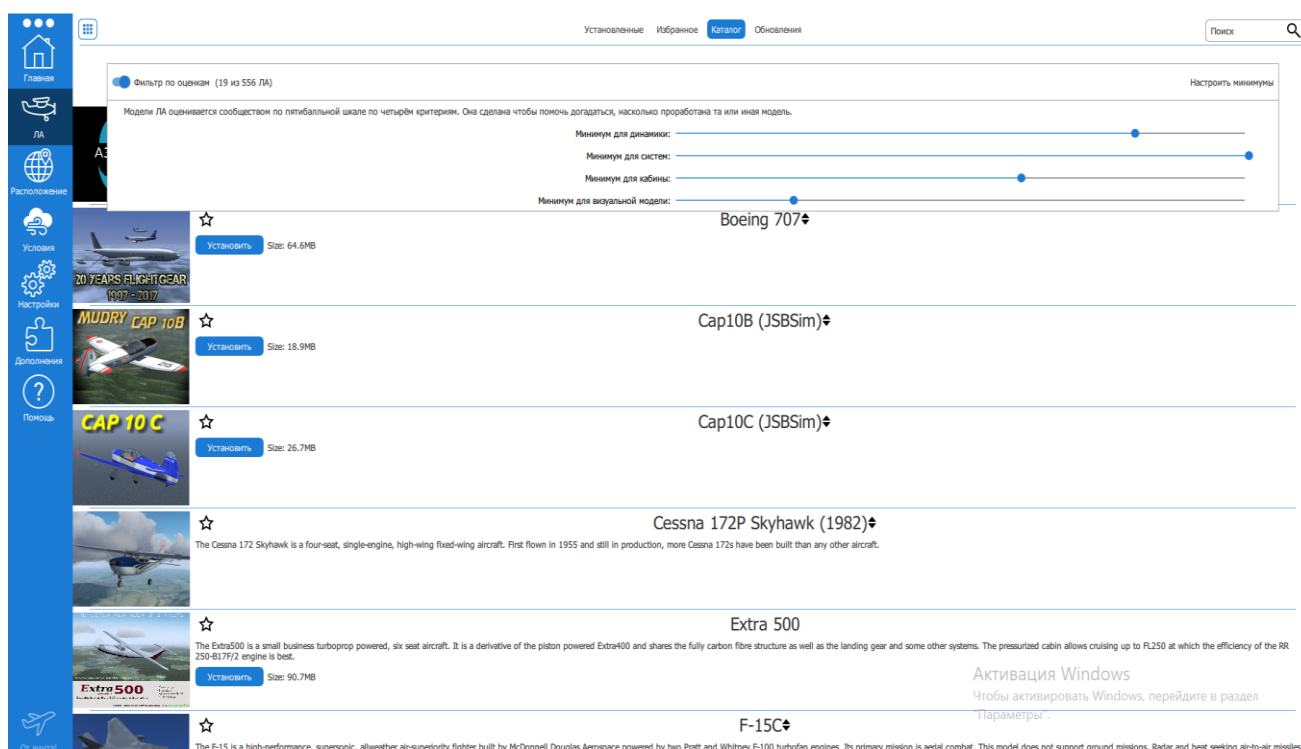 Установленные Избранное Каталог Обновления
Поиск
Главная
ЛА
Расположение
Условия
Настройки
Дополнения
Помощь
От винта!
Фильтр по оценкам (19 из 556 ЛА)
Настроить минимумы
Модели ЛА оценивается сообществом по пятибалльной шкале по четырём критериям. Она сделана чтобы помочь догадаться, насколько проработана та или иная модель.
Минимум для динамики:
Минимум для систем:
Минимум для кабины:
Минимум для визуальной модели:
Boeing 707
Установить Size: 64.6MB
20 YEARS FLIGHTGEAR
1997 - 2017
MUDRY CAP 10B
Cap10B (JSBSim)
Установить Size: 18.9MB
CAP 10 C
Cap10C (JSBSim)
Установить Size: 26.7MB
Cessna 172P Skyhawk (1982)
The Cessna 172 Skyhawk is a four-seat, single-engine, high-wing fixed-wing aircraft. First flown in 1955 and still in production, more Cessna 172s have been built than any other aircraft.
Extra 500
The Extra500 is a small business turboprop powered, six seat aircraft. It is a derivative of the piston powered Extra400 and shares the fully carbon fibre structure as well as the landing gear and some other systems. The pressurized cabin allows cruising up to FL250 at which the efficiency of the RR
250-B17F/2 engine is best.
Установить Size: 90.7MB
Extra 500
Активация Windows
Чтобы активировать Windows, перейдите в раздел
"Параметры".
F-15C
The F-15 is a high-performance, supersonic, allweather air-superiority fighter built by McDonnell Douglas Aerospace powered by two Pratt and Whitney F-100 turbofan engines. Its primary mission is aerial combat. This model does not support ground missions. Radar and heat seeking air-to-air missiles